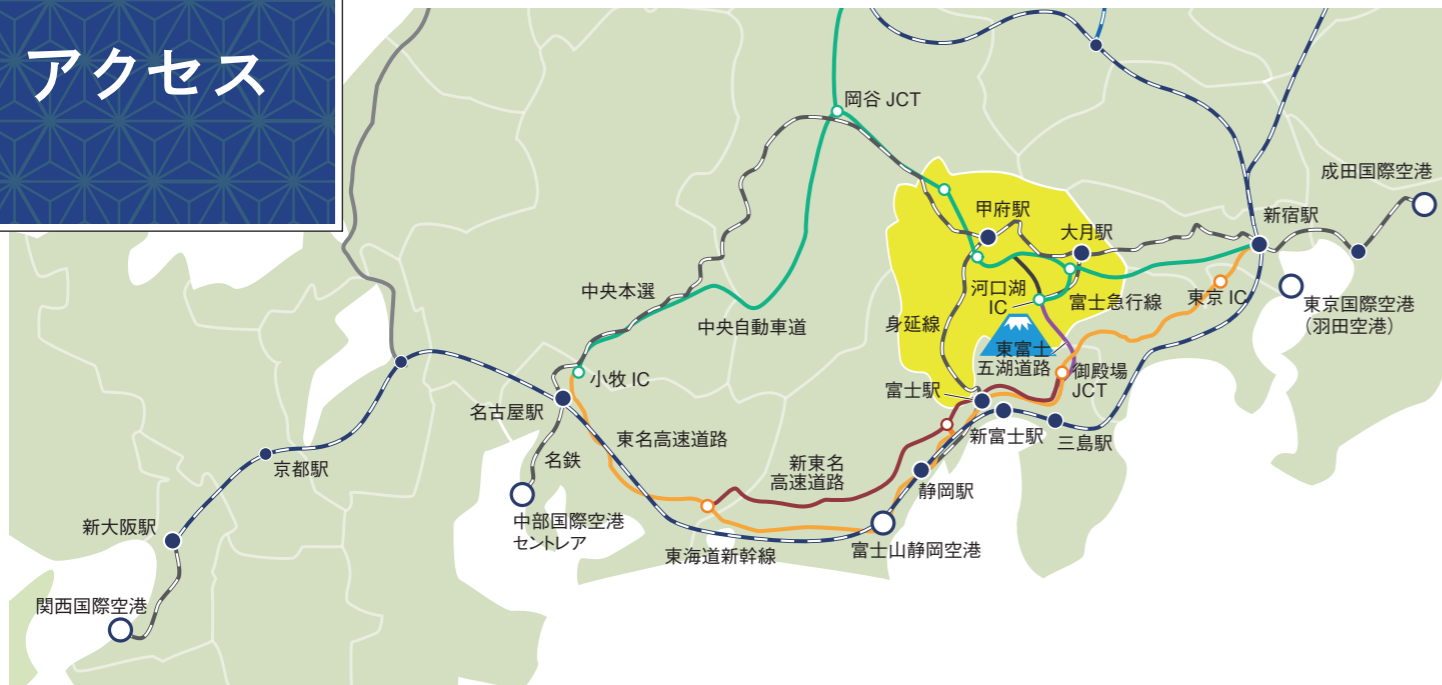 アクセス
岡谷 JCT
成田国際空港
甲府駅
新宿駅
大月駅
中央本選
河口湖
IC
富士急行線
東京 IC
東京国際空港
(羽田空港)
中央自動車道
身延線
東富士
五湖道路
小牧 IC
御殿場
JCT
富士駅
名古屋駅
東名高速道路
新富士駅
三島駅
名鉄
新東名
高速道路
京都駅
静岡駅
新大阪駅
中部国際空港
セントレア
東海道新幹線
富士山静岡空港
関西国際空港